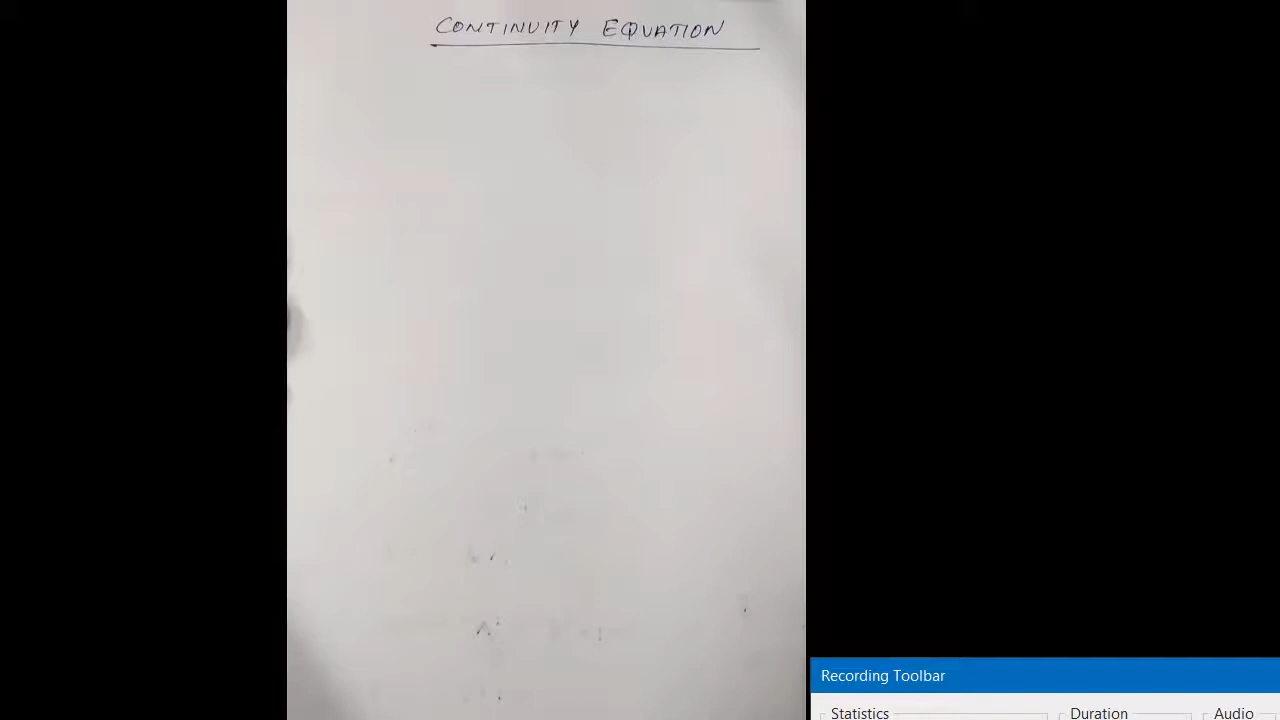 CONTINUITY EQUATION
Recording Toolbar
Statistics
Duration
Audio